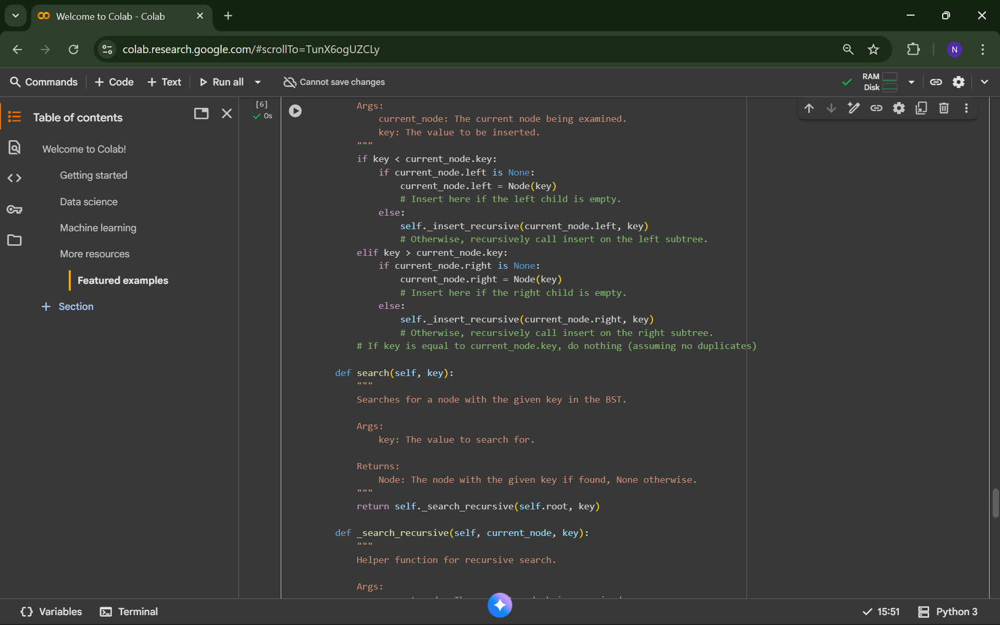 Welcome to Colab - Colab
colab.research.google.com/#scrollTo=TunX6ogUZCLy
N
Commands
+ Code
+ Text
Run all
Cannot save changes
RAM
Disk
Table of contents
Welcome to Colab!
Getting started
Data science
Machine learning
More resources
Featured examples
+ Section
[6]
0s
Args:
current_node: The current node being examined.
key: The value to be inserted.
"""
if key < current_node.key:
if current_node.left is None:
current_node.left = Node(key)
# Insert here if the left child is empty.
else:
self._insert_recursive(current_node.left, key)
# Otherwise, recursively call insert on the left subtree.
elif key > current_node.key:
if current_node.right is None:
current_node.right = Node(key)
# Insert here if the right child is empty.
else:
self._insert_recursive(current_node.right, key)
# Otherwise, recursively call insert on the right subtree.
# If key is equal to current_node.key, do nothing (assuming no duplicates)
def search(self, key):
"""
Searches for a node with the given key in the BST.
Args:
key: The value to search for.
Returns:
Node: The node with the given key if found, None otherwise.
"""
return self._search_recursive(self.root, key)
def _search_recursive(self, current_node, key):
"""
Helper function for recursive search.
Args:
Variables
Terminal
15:51
Python 3